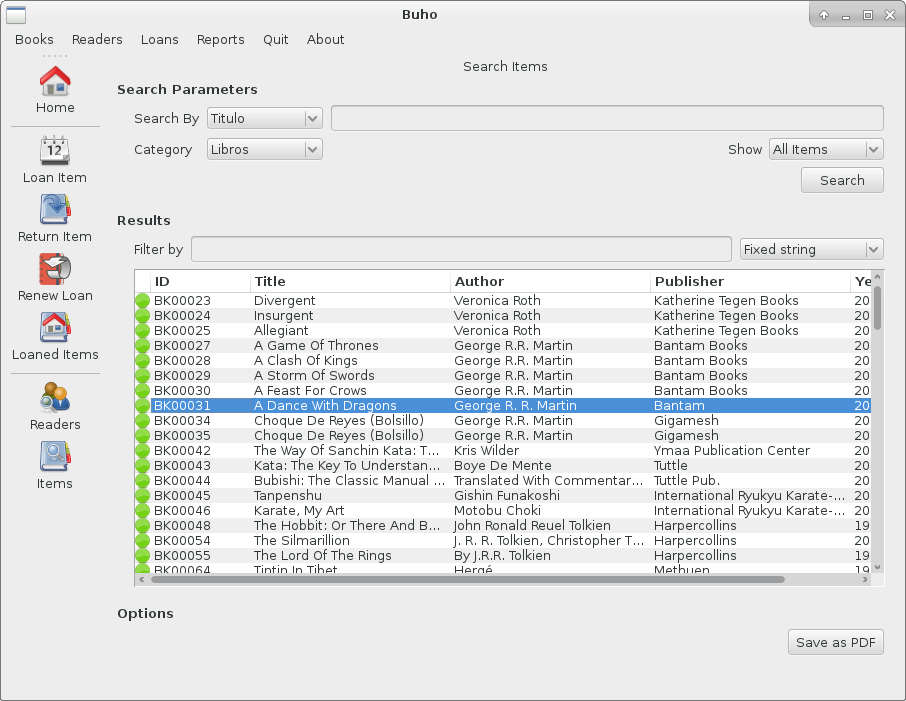 Buho
Books Readers Loans Reports Quit About
Search Items
Home
12
Loan Item
Return Item
Renew Loan
Loaned Items
Readers
Items
Search Parameters
Search By Titulo
Category Libros Show All Items
Search
Results
Filter by Fixed string
ID Title Author Publisher Ye
BK00023 Divergent Veronica Roth Katherine Tegen Books 20
BK00024 Insurgent Veronica Roth Katherine Tegen Books 20
BK00025 Allegiant Veronica Roth Katherine Tegen Books 20
BK00027 A Game Of Thrones George R.R. Martin Bantam Books 20
BK00028 A Clash Of Kings George R.R. Martin Bantam Books 20
BK00029 A Storm Of Swords George R.R. Martin Bantam Books 20
BK00030 A Feast For Crows George R.R. Martin Bantam Books 20
BK00031 A Dance With Dragons George R. R. Martin Bantam 20
BK00034 Choque De Reyes (Bolsillo) George R.R. Martin Gigamesh 20
BK00035 Choque De Reyes (Bolsillo) George R.R. Martin Gigamesh 20
BK00042 The Way Of Sanchin Kata: T... Kris Wilder Ymaa Publication Center 20
BK00043 Kata: The Key To Understan... Boye De Mente Tuttle 20
BK00044 Bubishi: The Classic Manual ... Translated With Commentar... Tuttle Pub. 20
BK00045 Tanpenshu Gishin Funakoshi International Ryukyu Karate-... 20
BK00046 Karate, My Art Motobu Choki International Ryukyu Karate-... 20
BK00048 The Hobbit: Or There And B... John Ronald Reuel Tolkien Harpercollins 19
BK00054 The Silmarillion J. R. R. Tolkien, Christopher T... Harpercollins 20
BK00055 The Lord Of The Rings By J.R.R. Tolkien Harpercollins 19
BK00064 Tintin In Tibet Hergé Methuen 19
Options
Save as PDF